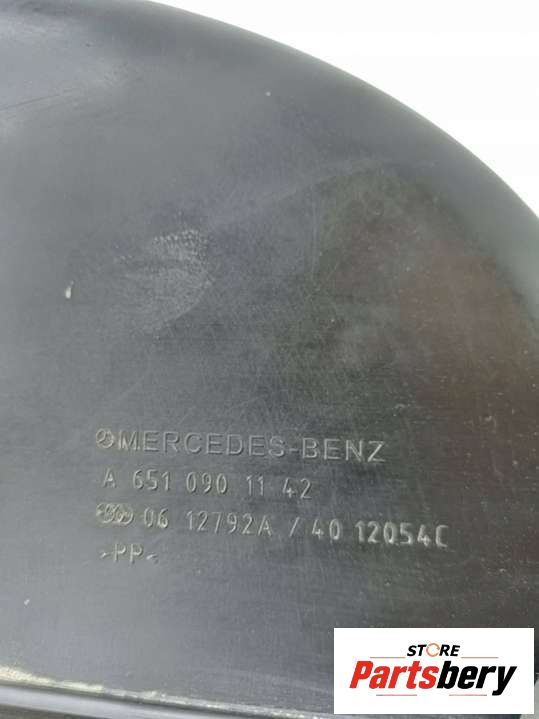 MERCEDES-BENZ
A 651 090 11 42
06 12792A / 40 12054C
>PP<
STORE
Partsbery